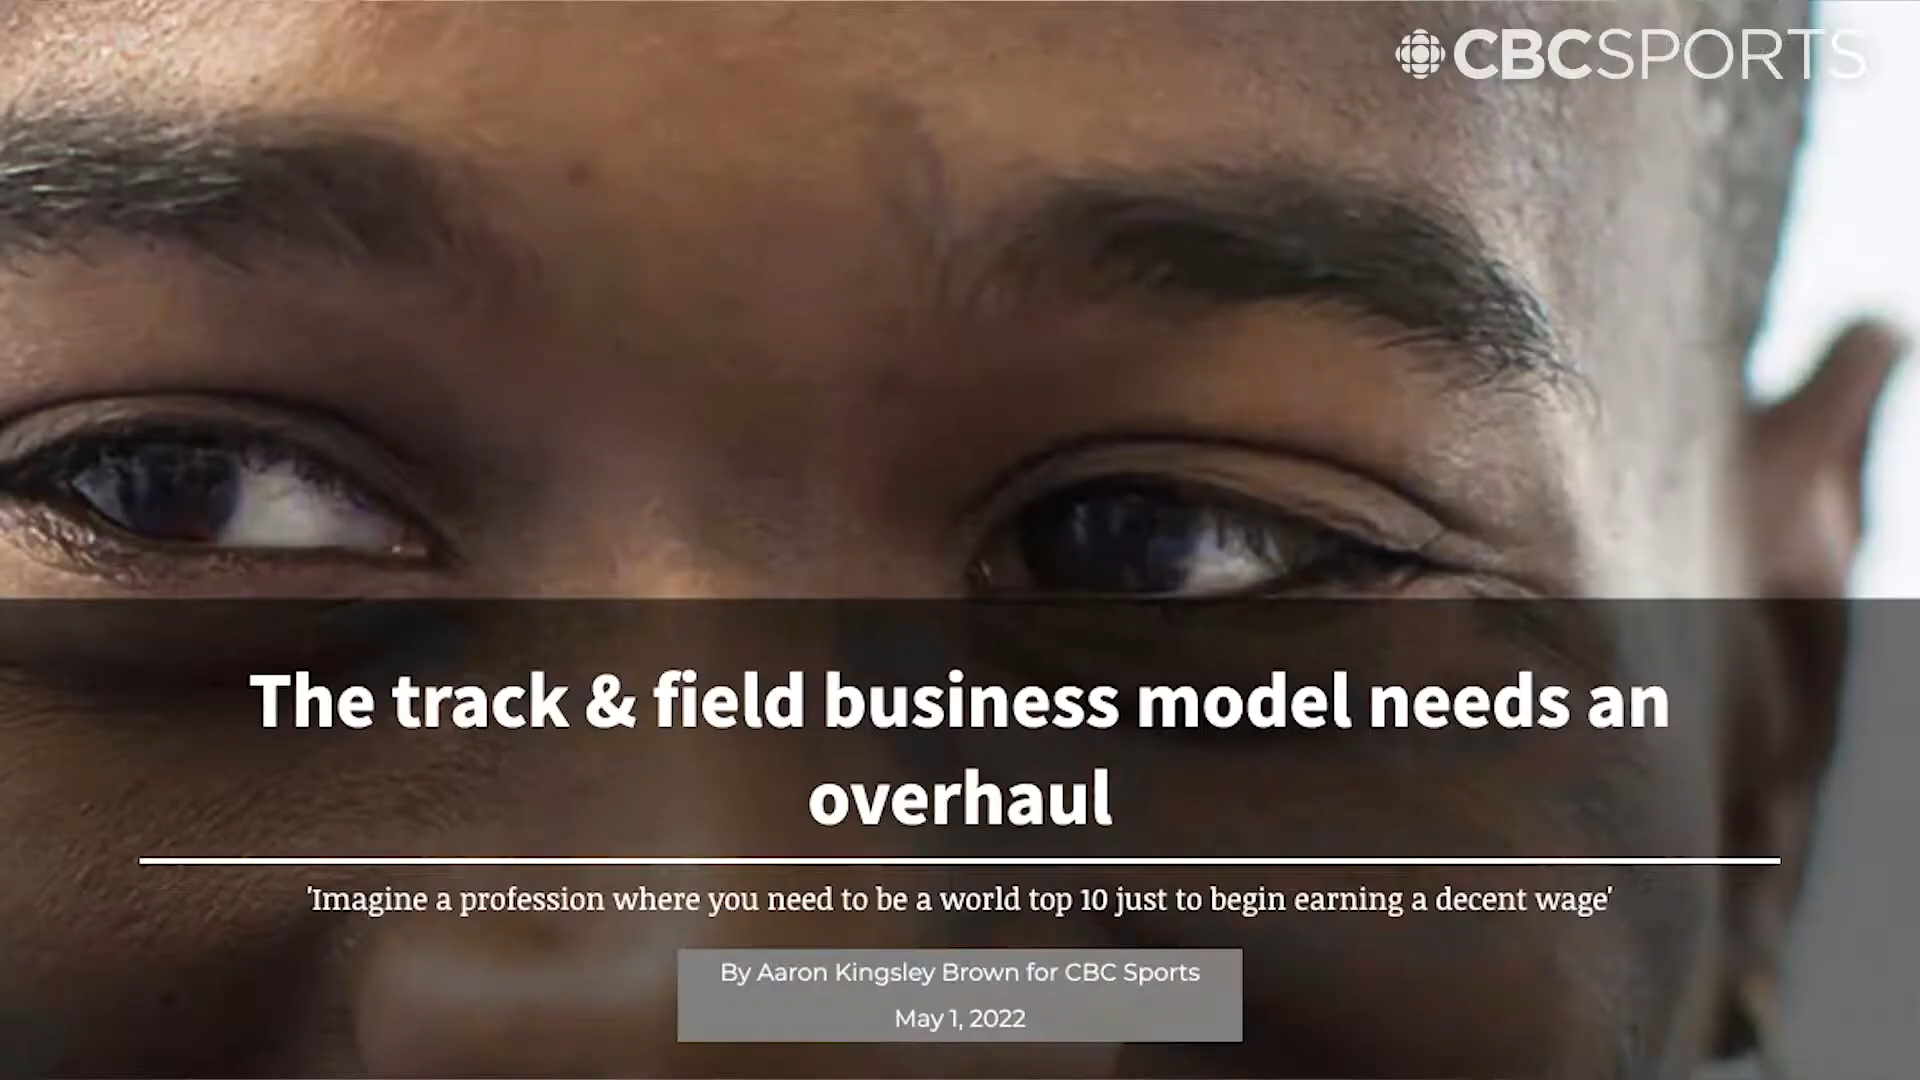 CBCSPORTS
The track & field business model needs an
overhaul
'Imagine a profession where you need to be a world top 10 just to begin earning a decent wage'
By Aaron Kingsley Brown for CBC Sports
May 1, 2022